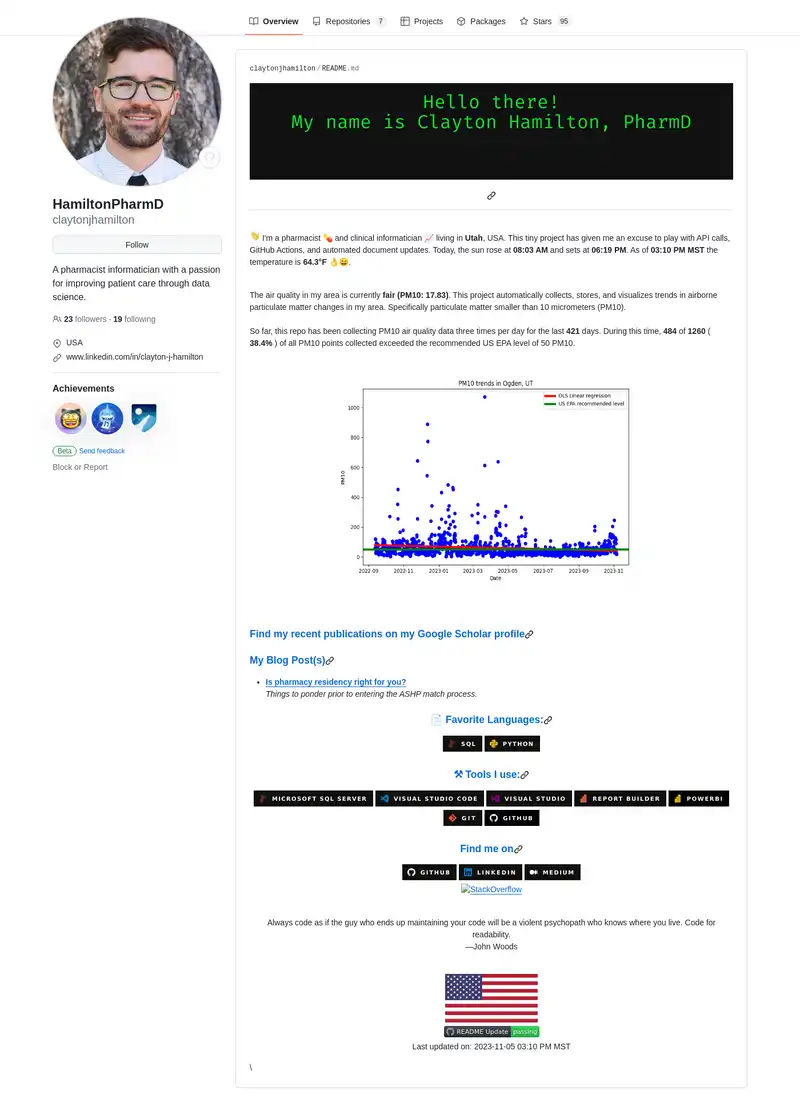 Overview
Repositories 7
Projects
Packages
Stars 95
claytonjhamilton / README.md
Hello there!
My name is Clayton Hamilton, PharmD
HamiltonPharmD
claytonjhamilton
Follow
A pharmacist informatician with a passion
for improving patient care through data
science.
23 followers · 19 following
USA
www.linkedin.com/in/clayton-j-hamilton
Achievements
Beta Send feedback
Block or Report
👋 I'm a pharmacist 💊 and clinical informatician 📈 living in Utah, USA. This tiny project has given me an excuse to play with API calls,
GitHub Actions, and automated document updates. Today, the sun rose at 08:03 AM and sets at 06:19 PM. As of 03:10 PM MST the
temperature is 64.3°F 👌😄.
The air quality in my area is currently fair (PM10: 17.83). This project automatically collects, stores, and visualizes trends in airborne
particulate matter changes in my area. Specifically particulate matter smaller than 10 micrometers (PM10).
So far, this repo has been collecting PM10 air quality data three times per day for the last 421 days. During this time, 484 of 1260 (
38.4% ) of all PM10 points collected exceeded the recommended US EPA level of 50 PM10.
PM10 trends in Ogden, UT
OLS Linear regression
US EPA recommended level
1000
800
600
400
200
0
PM10
2022-09 2022-11 2023-01 2023-03 2023-05 2023-07 2023-09 2023-11
Date
Find my recent publications on my Google Scholar profile
My Blog Post(s)
• Is pharmacy residency right for you?
Things to ponder prior to entering the ASHP match process.
📄 Favorite Languages:
SQL PYTHON
⚒ Tools I use:
MICROSOFT SQL SERVER VISUAL STUDIO CODE VISUAL STUDIO REPORT BUILDER POWERBI
GIT GITHUB
Find me on
GITHUB LINKEDIN MEDIUM
StackOverflow
Always code as if the guy who ends up maintaining your code will be a violent psychopath who knows where you live. Code for
readability.
—John Woods
README Update passing
Last updated on: 2023-11-05 03:10 PM MST
\